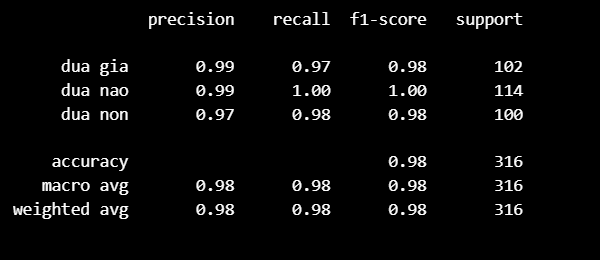 precision recall f1-score support
dua gia 0.99 0.97 0.98 102
dua nao 0.99 1.00 1.00 114
dua non 0.97 0.98 0.98 100
accuracy 0.98 316
macro avg 0.98 0.98 0.98 316
weighted avg 0.98 0.98 0.98 316